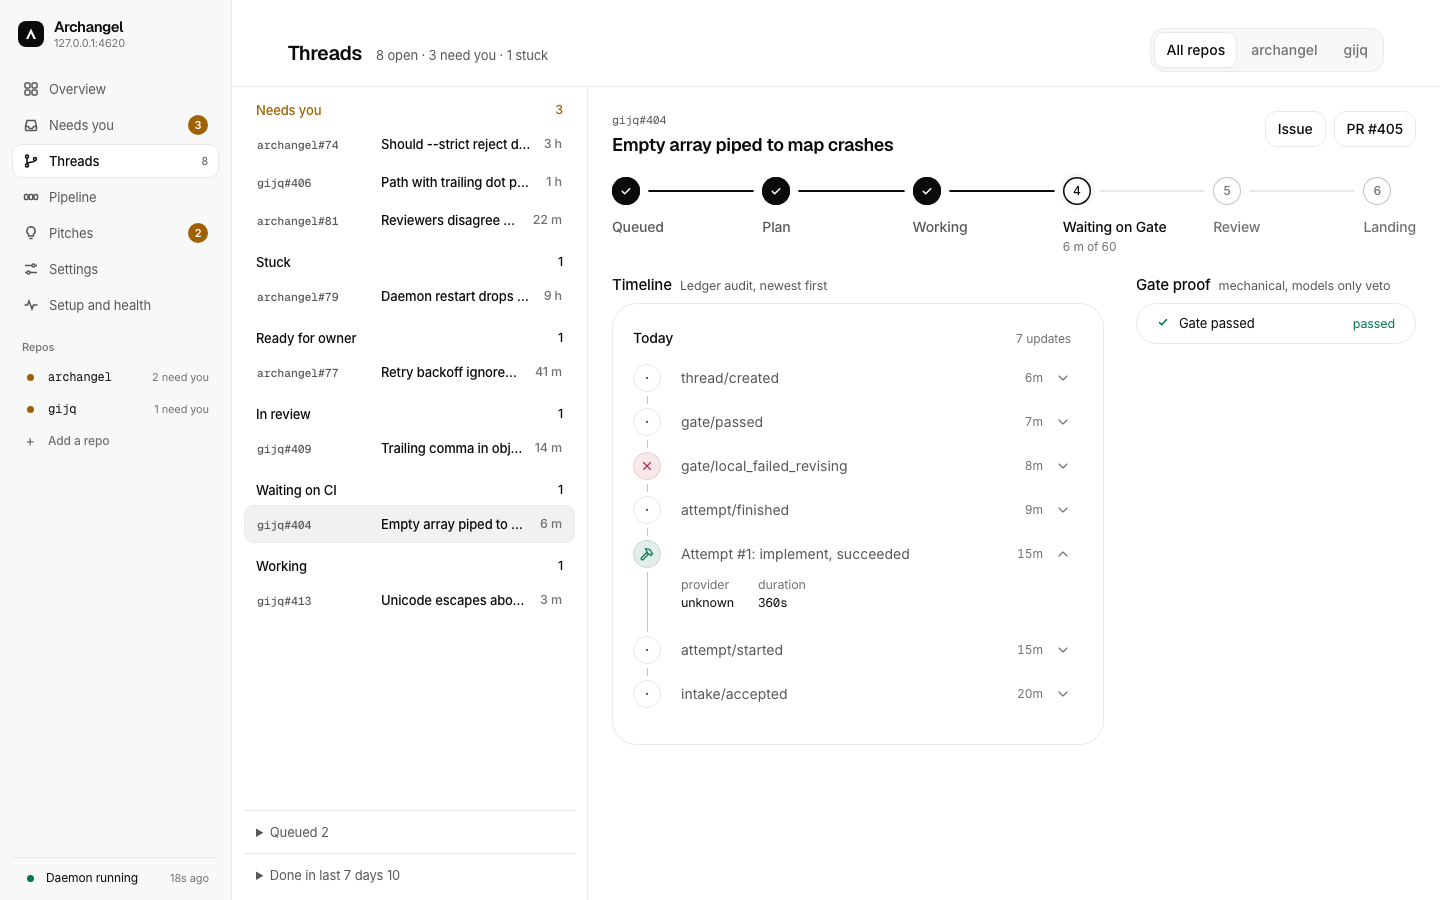 Archangel
127.0.0.1:4620
Overview
Needs you 3
Threads 8
Pipeline
Pitches 2
Settings
Setup and health
Repos
archangel 2 need you
gijq 1 need you
+ Add a repo
Daemon running 18s ago
Threads 8 open · 3 need you · 1 stuck
All repos archangel gijq
Needs you 3
archangel#74 Should --strict reject d... 3 h
gijq#406 Path with trailing dot p... 1 h
archangel#81 Reviewers disagree ... 22 m
Stuck 1
archangel#79 Daemon restart drops ... 9 h
Ready for owner 1
archangel#77 Retry backoff ignore... 41 m
In review 1
gijq#409 Trailing comma in obj... 14 m
Waiting on CI 1
gijq#404 Empty array piped to ... 6 m
Working 1
gijq#413 Unicode escapes abo... 3 m
Queued 2
Done in last 7 days 10
gijq#404
Empty array piped to map crashes
Issue PR #405
4 5 6
Queued Plan Working Waiting on Gate Review Landing
6 m of 60
Timeline Ledger audit, newest first
Today 7 updates
thread/created 6m
gate/passed 7m
gate/local_failed_revising 8m
attempt/finished 9m
Attempt #1: implement, succeeded 15m
provider duration
unknown 360s
attempt/started 15m
intake/accepted 20m
Gate proof mechanical, models only veto
Gate passed passed